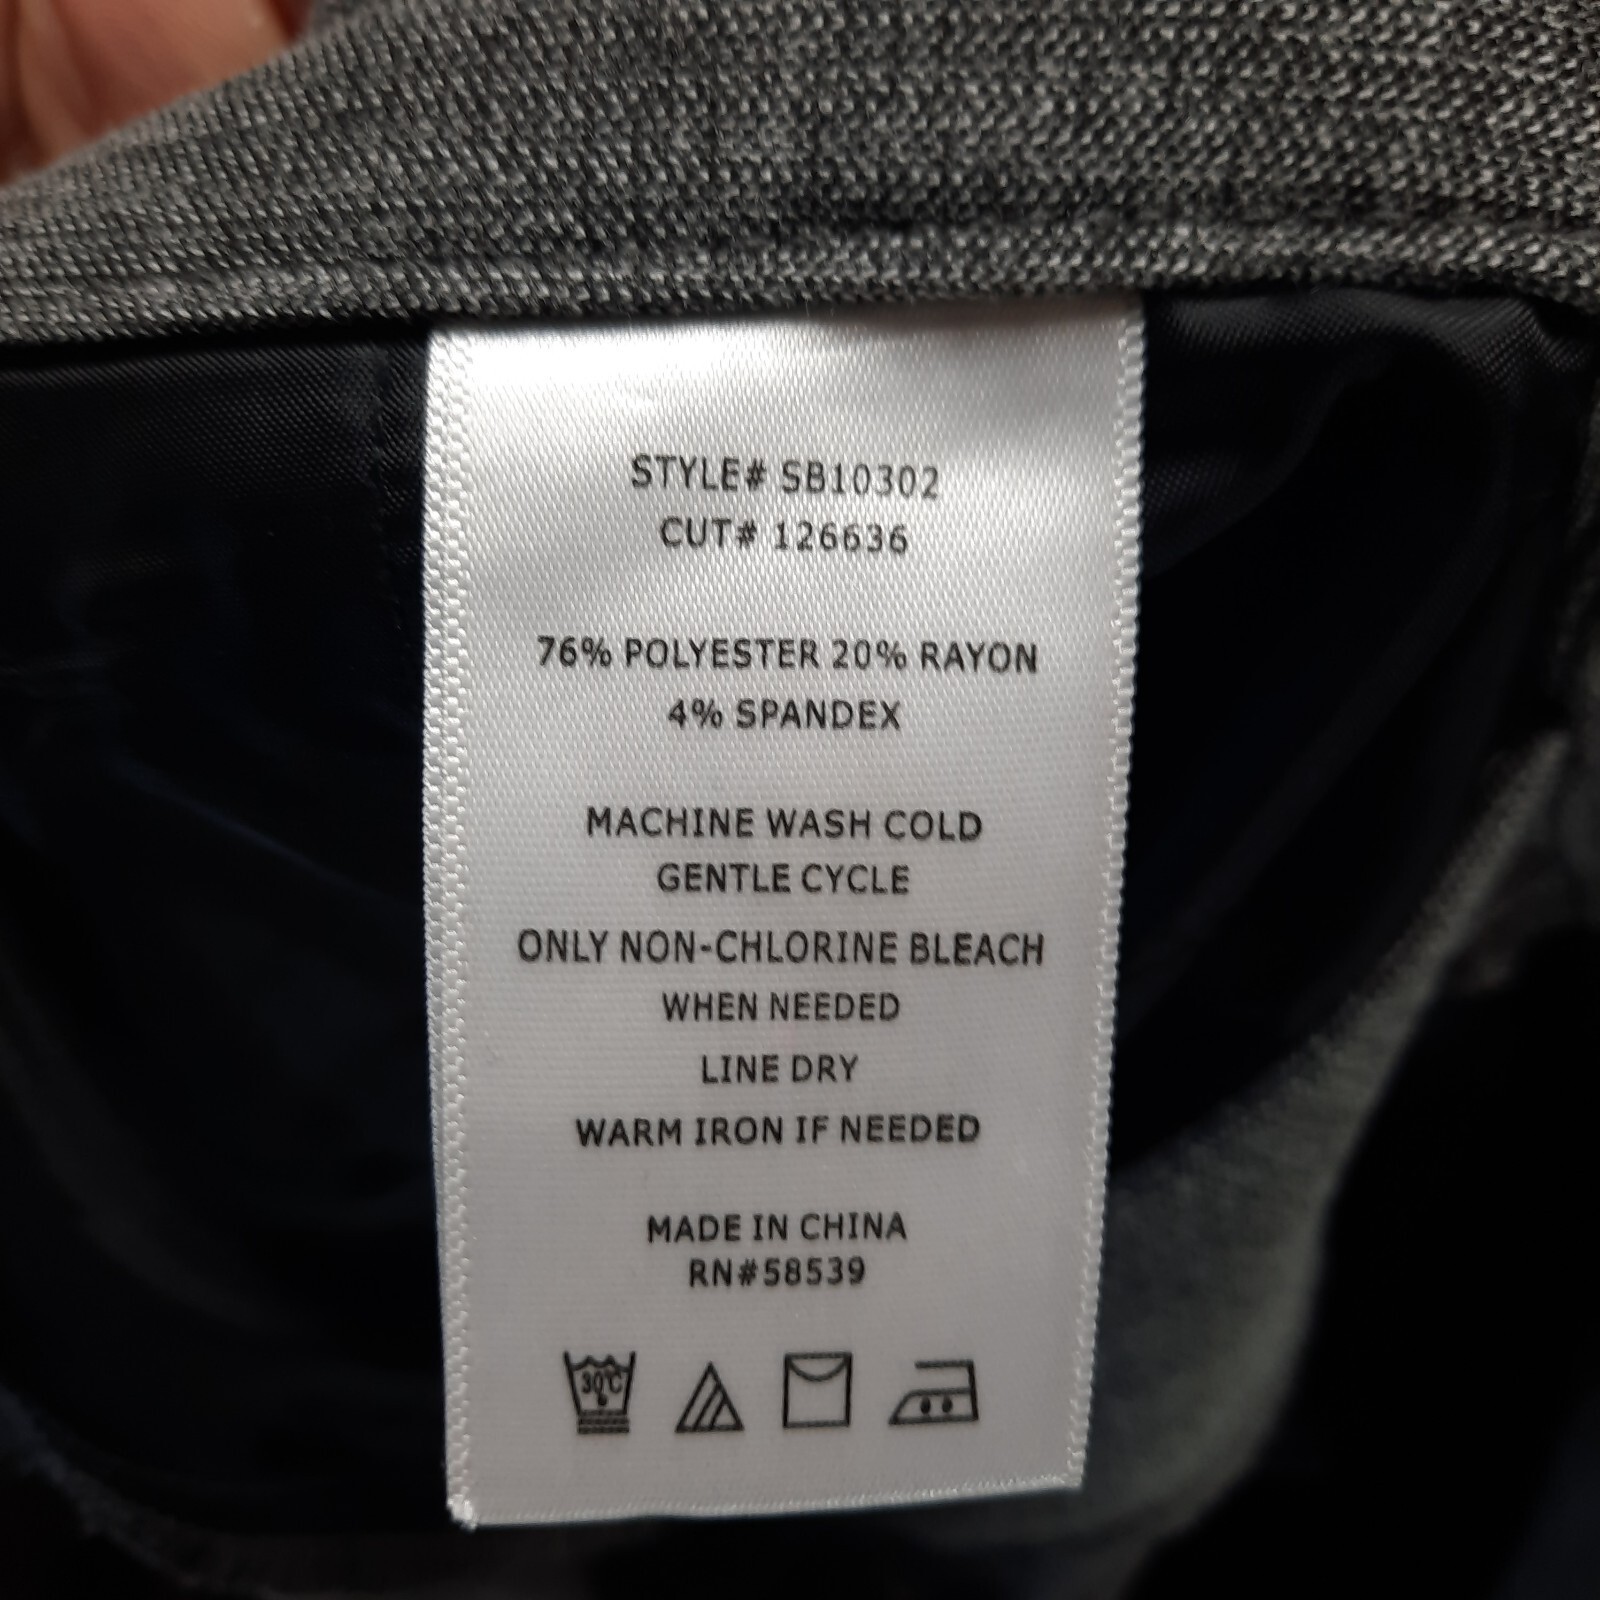 STYLE# SB10302
CUT# 126636
76% POLYESTER 20% RAYON
4% SPANDEX
MACHINE WASH COLD
GENTLE CYCLE
ONLY NON-CHLORINE BLEACH
WHEN NEEDED
LINE DRY
WARM IRON IF NEEDED
MADE IN CHINA
RN#58539
30°C